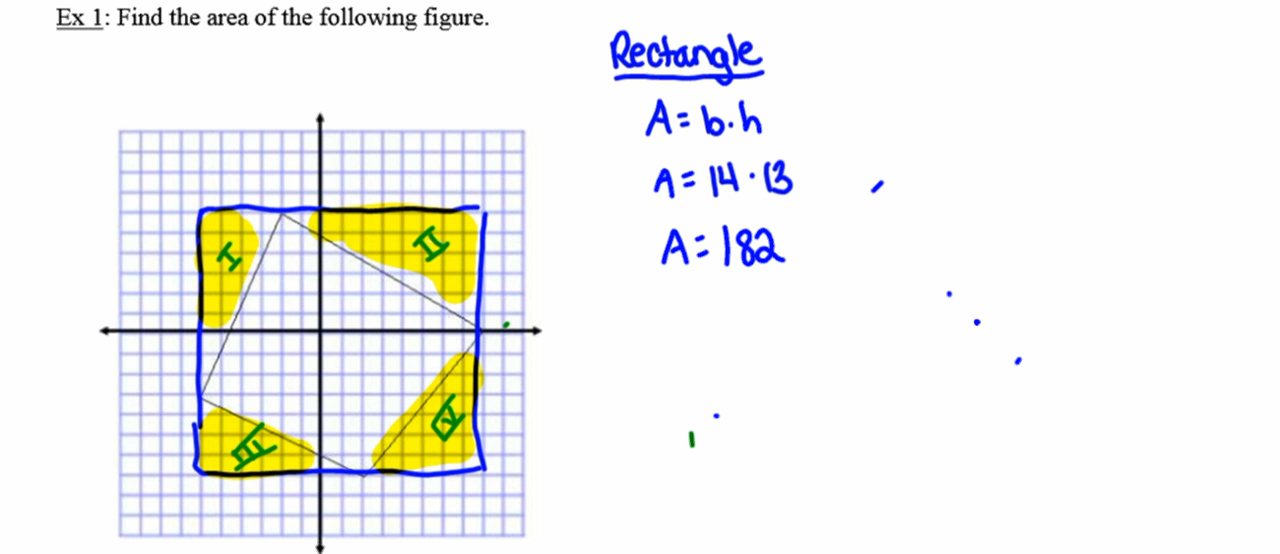 Ex 1: Find the area of the following figure.
Rectangle
A = b·h
A = 14 · 13
A = 182
I
II
III
IV